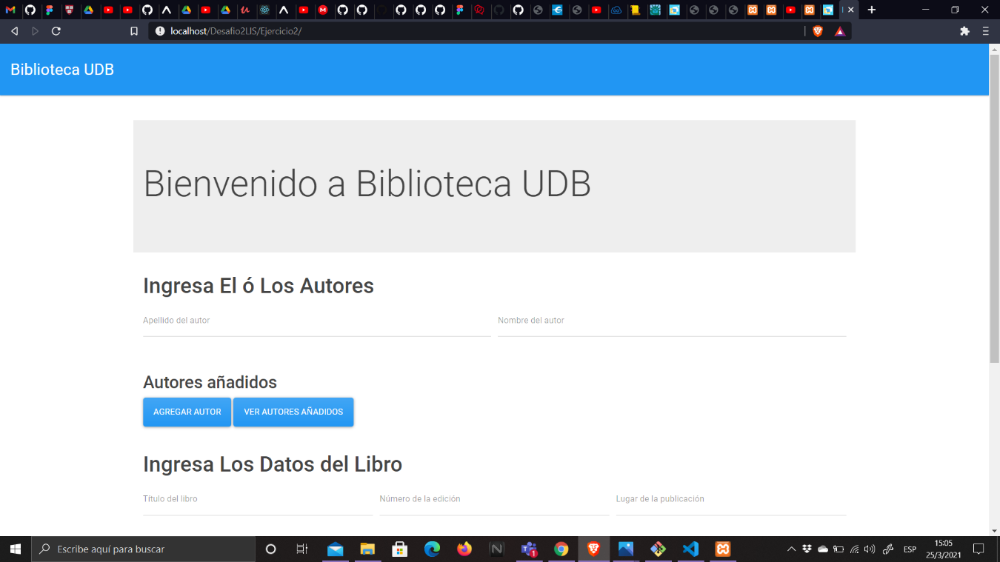 localhost/Desafio2LIS/Ejercicio2/
Biblioteca UDB
Bienvenido a Biblioteca UDB
Ingresa El ó Los Autores
Apellido del autor Nombre del autor
Autores añadidos
AGREGAR AUTOR VER AUTORES AÑADIDOS
Ingresa Los Datos del Libro
Título del libro Número de la edición Lugar de la publicación
Escribe aquí para buscar
1
ESP
15:05
25/3/2021